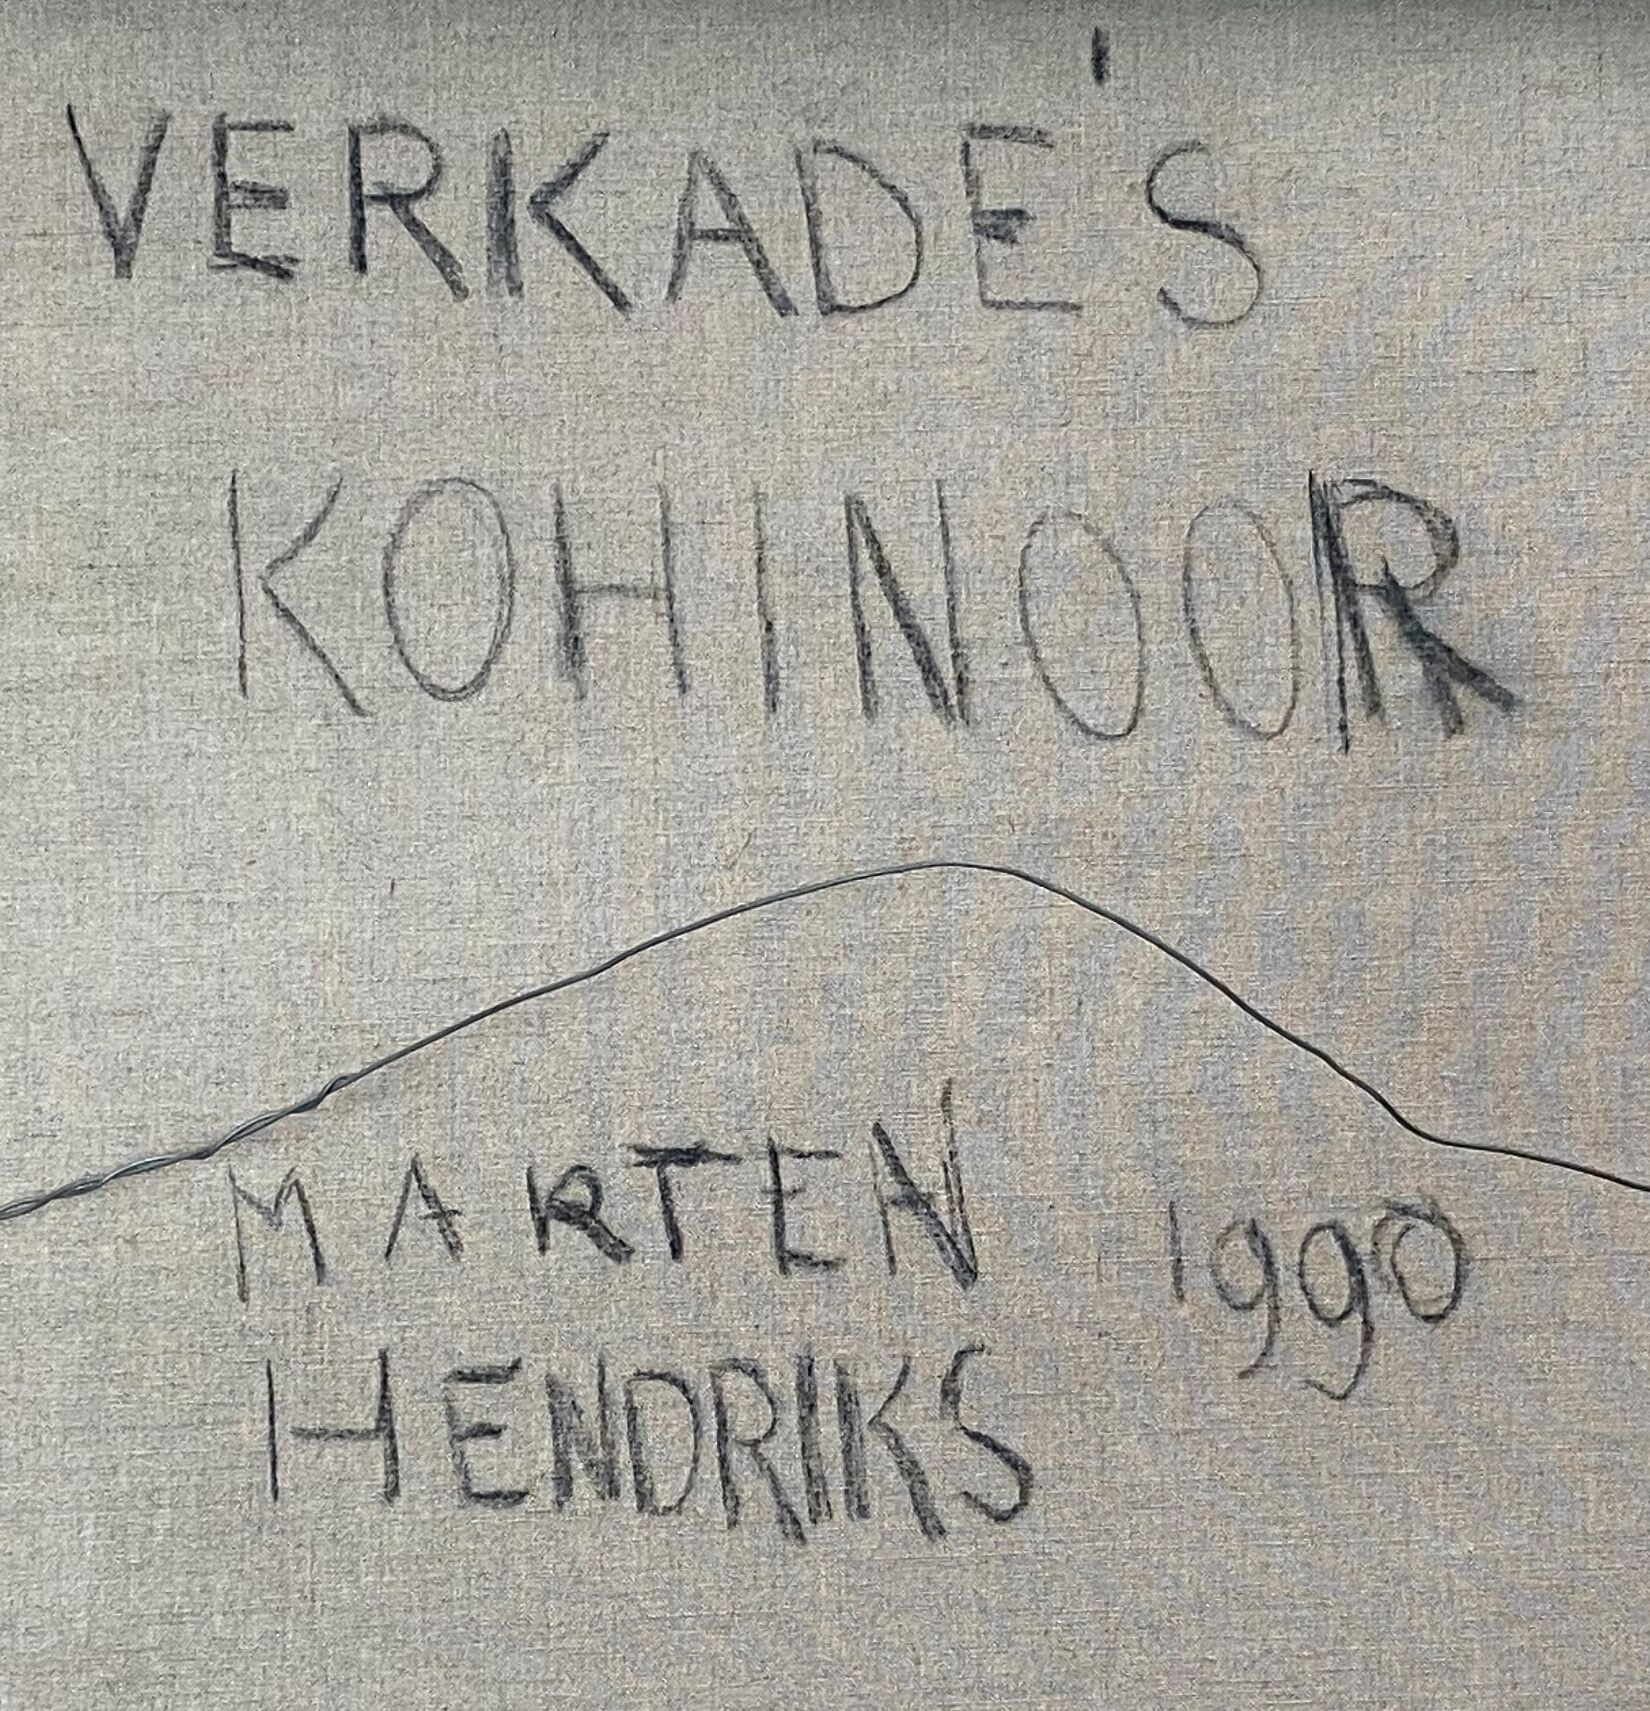 VERKADE'S
KOHINOOR
MARTEN 1990
HENDRIKS